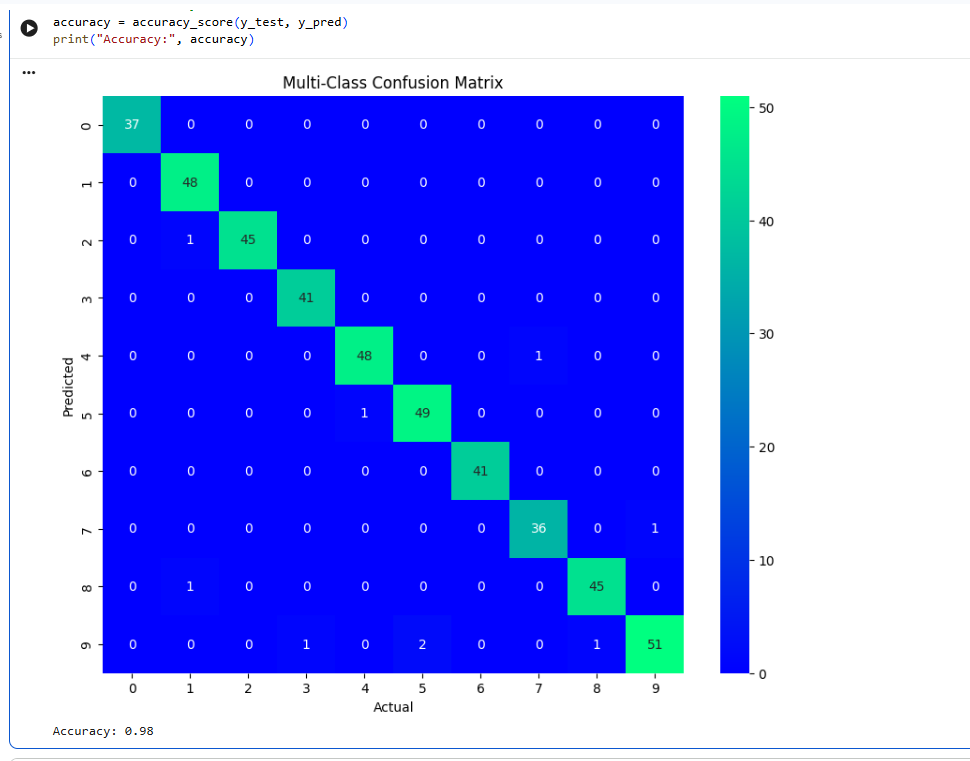 accuracy = accuracy_score(y_test, y_pred)
print("Accuracy:", accuracy)
Multi-Class Confusion Matrix
0 37 0 0 0 0 0 0 0 0 0
1 0 48 0 0 0 0 0 0 0 0
2 0 1 45 0 0 0 0 0 0 0
3 0 0 0 41 0 0 0 0 0 0
4 0 0 0 0 48 0 0 1 0 0
5 0 0 0 0 1 49 0 0 0 0
6 0 0 0 0 0 0 41 0 0 0
7 0 0 0 0 0 0 0 36 0 1
8 0 1 0 0 0 0 0 0 45 0
9 0 0 0 1 0 2 0 0 1 51
0 1 2 3 4 5 6 7 8 9
Predicted
Actual
50
40
30
20
10
0
Accuracy: 0.98